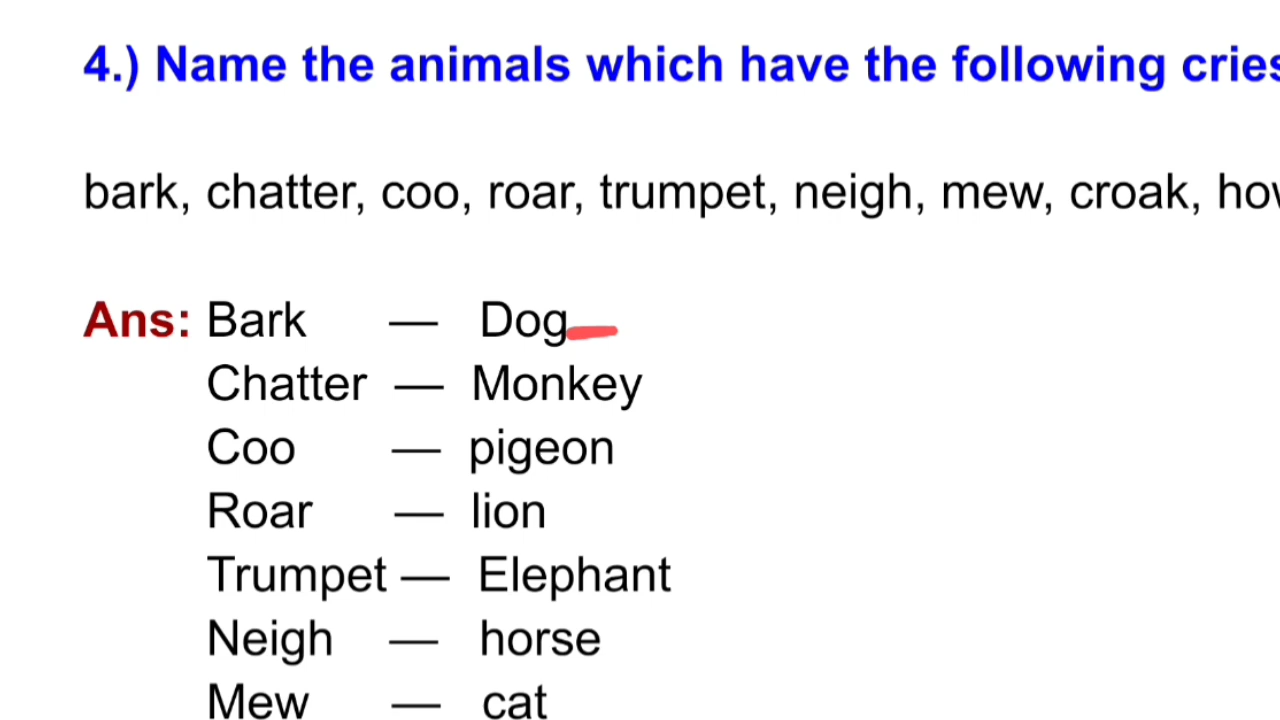 4.) Name the animals which have the following cries
bark, chatter, coo, roar, trumpet, neigh, mew, croak,
Ans: Bark — Dog
Chatter — Monkey
Coo — pigeon
Roar — lion
Trumpet — Elephant
Neigh — horse
Mew — cat